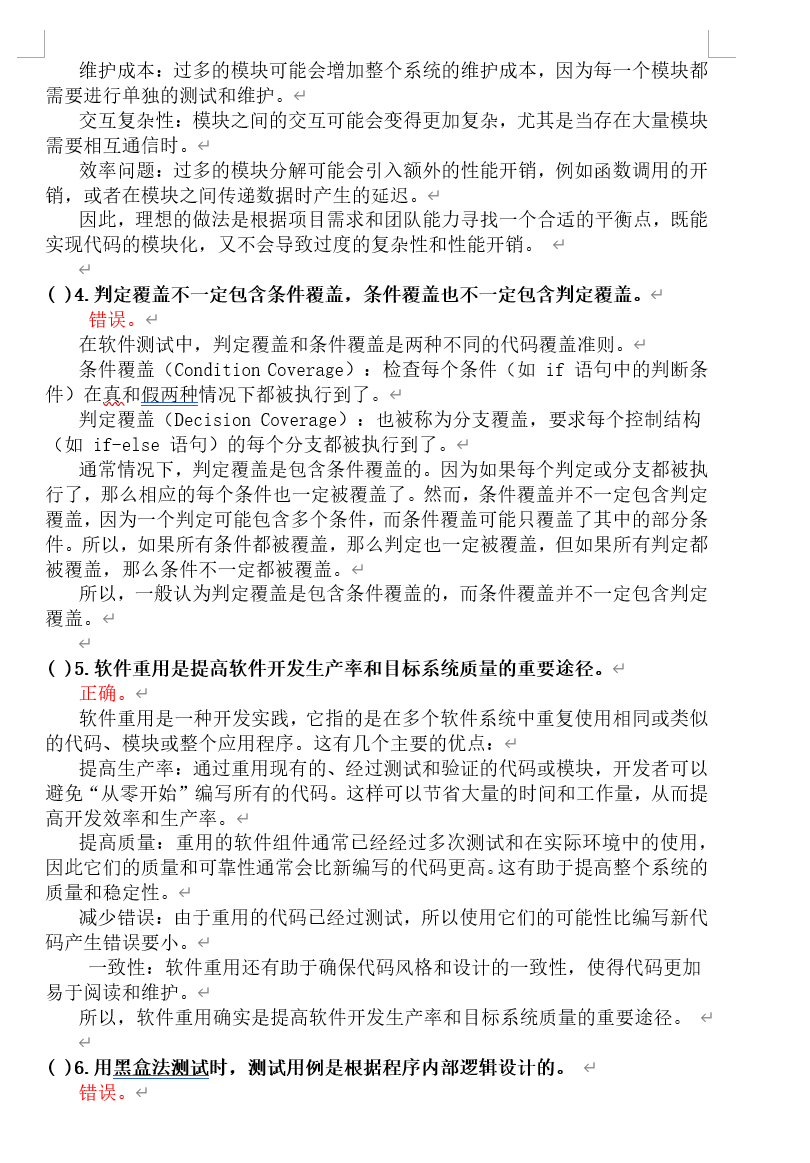 维护成本：过多的模块可能会增加整个系统的维护成本，因为每一个模块都
需要进行单独的测试和维护。
交互复杂性：模块之间的交互可能会变得更加复杂，尤其是当存在大量模块
需要相互通信时。
效率问题：过多的模块分解可能会引入额外的性能开销，例如函数调用的开
销，或者在模块之间传递数据时产生的延迟。
因此，理想的做法是根据项目需求和团队能力寻找一个合适的平衡点，既能
实现代码的模块化，又不会导致过度的复杂性和性能开销。
( )4.判定覆盖不一定包含条件覆盖，条件覆盖也不一定包含判定覆盖。
错误。
在软件测试中，判定覆盖和条件覆盖是两种不同的代码覆盖准则。
条件覆盖（Condition Coverage）：检查每个条件（如 if 语句中的判断条
件）在真和假两种情况下都被执行到了。
判定覆盖（Decision Coverage）：也被称为分支覆盖，要求每个控制结构
（如 if-else 语句）的每个分支都被执行到了。
通常情况下，判定覆盖是包含条件覆盖的。因为如果每个判定或分支都被执
行了，那么相应的每个条件也一定被覆盖了。然而，条件覆盖并不一定包含判定
覆盖，因为一个判定可能包含多个条件，而条件覆盖可能只覆盖了其中的部分条
件。所以，如果所有条件都被覆盖，那么判定也一定被覆盖，但如果所有判定都
被覆盖，那么条件不一定都被覆盖。
所以，一般认为判定覆盖是包含条件覆盖的，而条件覆盖并不一定包含判定
覆盖。
( )5.软件重用是提高软件开发生产率和目标系统质量的重要途径。
正确。
软件重用是一种开发实践，它指的是在多个软件系统中重复使用相同或类似
的代码、模块或整个应用程序。这有几个主要的优点：
提高生产率：通过重用现有的、经过测试和验证的代码或模块，开发者可以
避免“从零开始”编写所有的代码。这样可以节省大量的时间和工作量，从而提
高开发效率和生产率。
提高质量：重用的软件组件通常已经经过多次测试和在实际环境中的使用，
因此它们的质量和可靠性通常会比新编写的代码更高。这有助于提高整个系统的
质量和稳定性。
减少错误：由于重用的代码已经过测试，所以使用它们的可能性比编写新代
码产生错误要小。
一致性：软件重用还有助于确保代码风格和设计的一致性，使得代码更加
易于阅读和维护。
所以，软件重用确实是提高软件开发生产率和目标系统质量的重要途径。
( )6.用黑盒法测试时，测试用例是根据程序内部逻辑设计的。
错误。